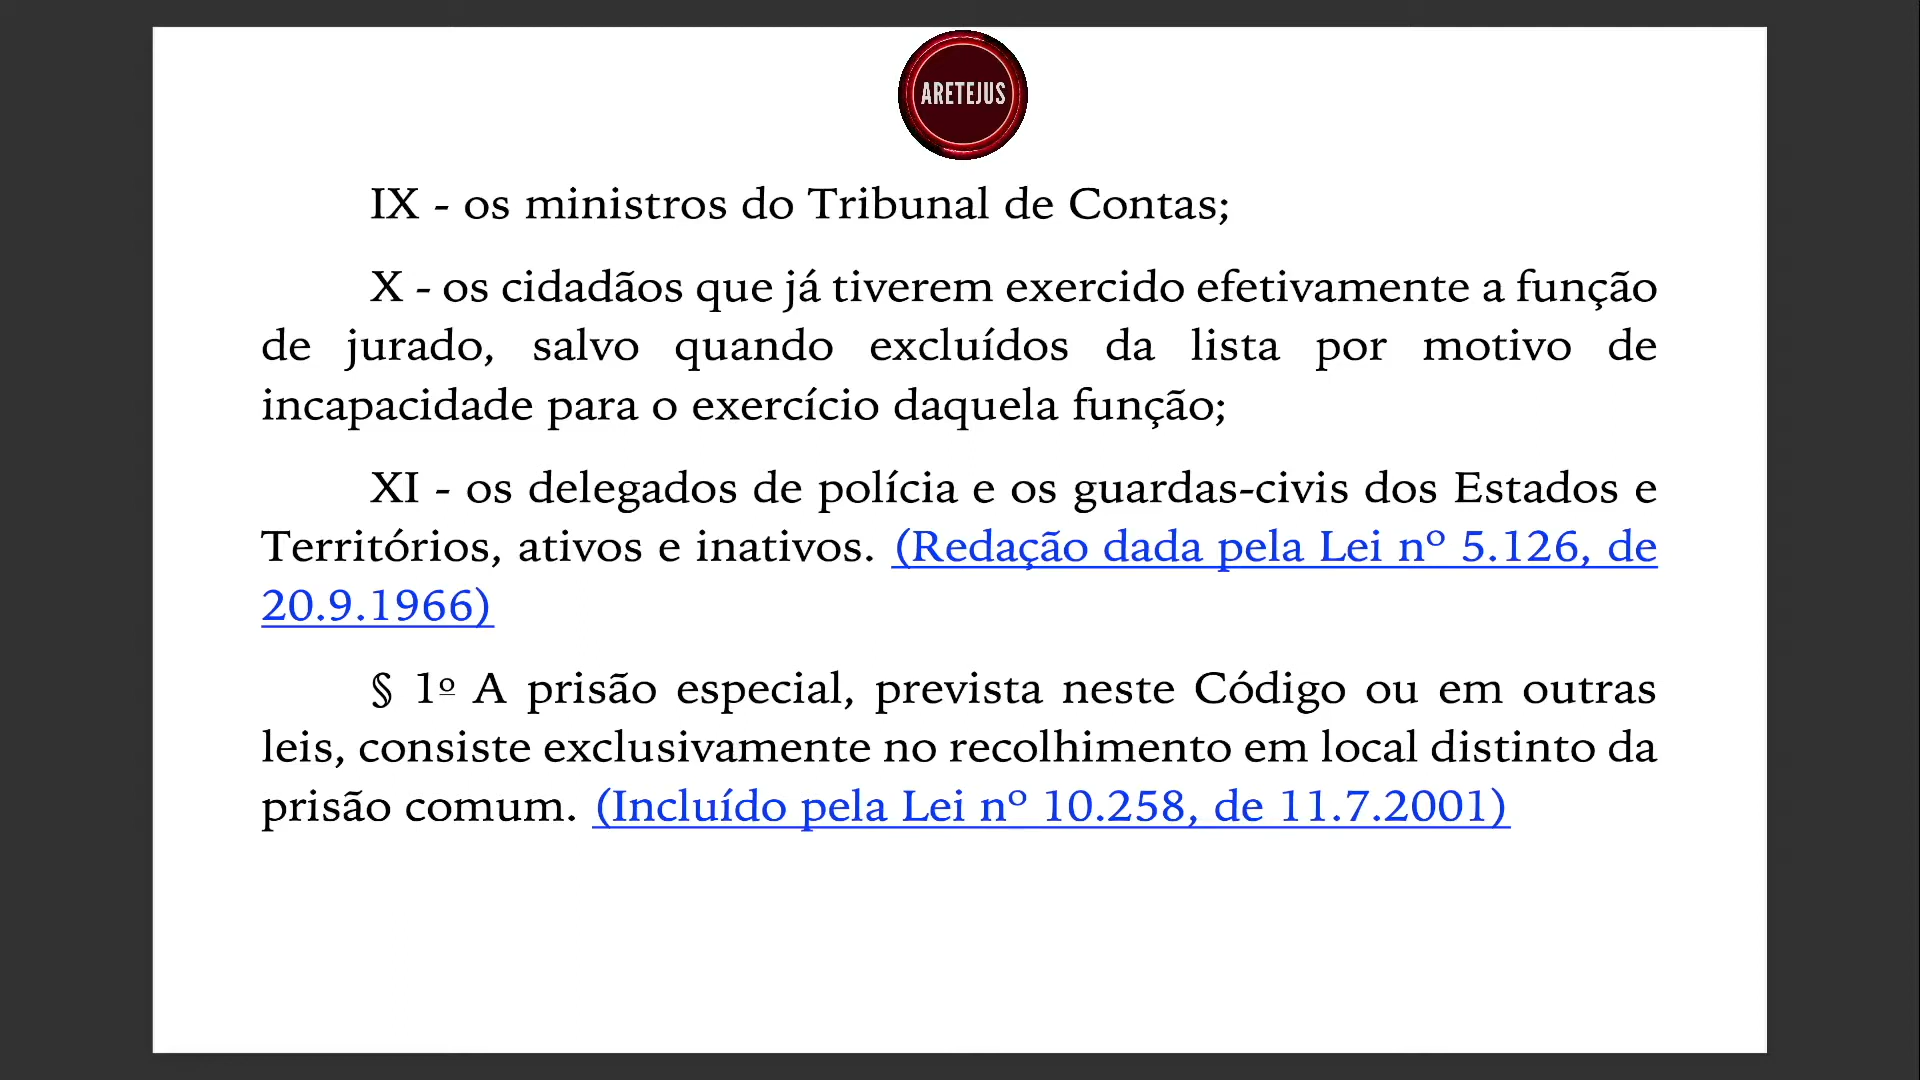 ARETEJUS
IX - os ministros do Tribunal de Contas;
X - os cidadãos que já tiverem exercido efetivamente a função
de jurado, salvo quando excluídos da lista por motivo de
incapacidade para o exercício daquela função;
XI - os delegados de polícia e os guardas-civis dos Estados e
Territórios, ativos e inativos. (Redação dada pela Lei nº 5.126, de
20.9.1966)
§ 1º A prisão especial, prevista neste Código ou em outras
leis, consiste exclusivamente no recolhimento em local distinto da
prisão comum. (Incluído pela Lei nº 10.258, de 11.7.2001)